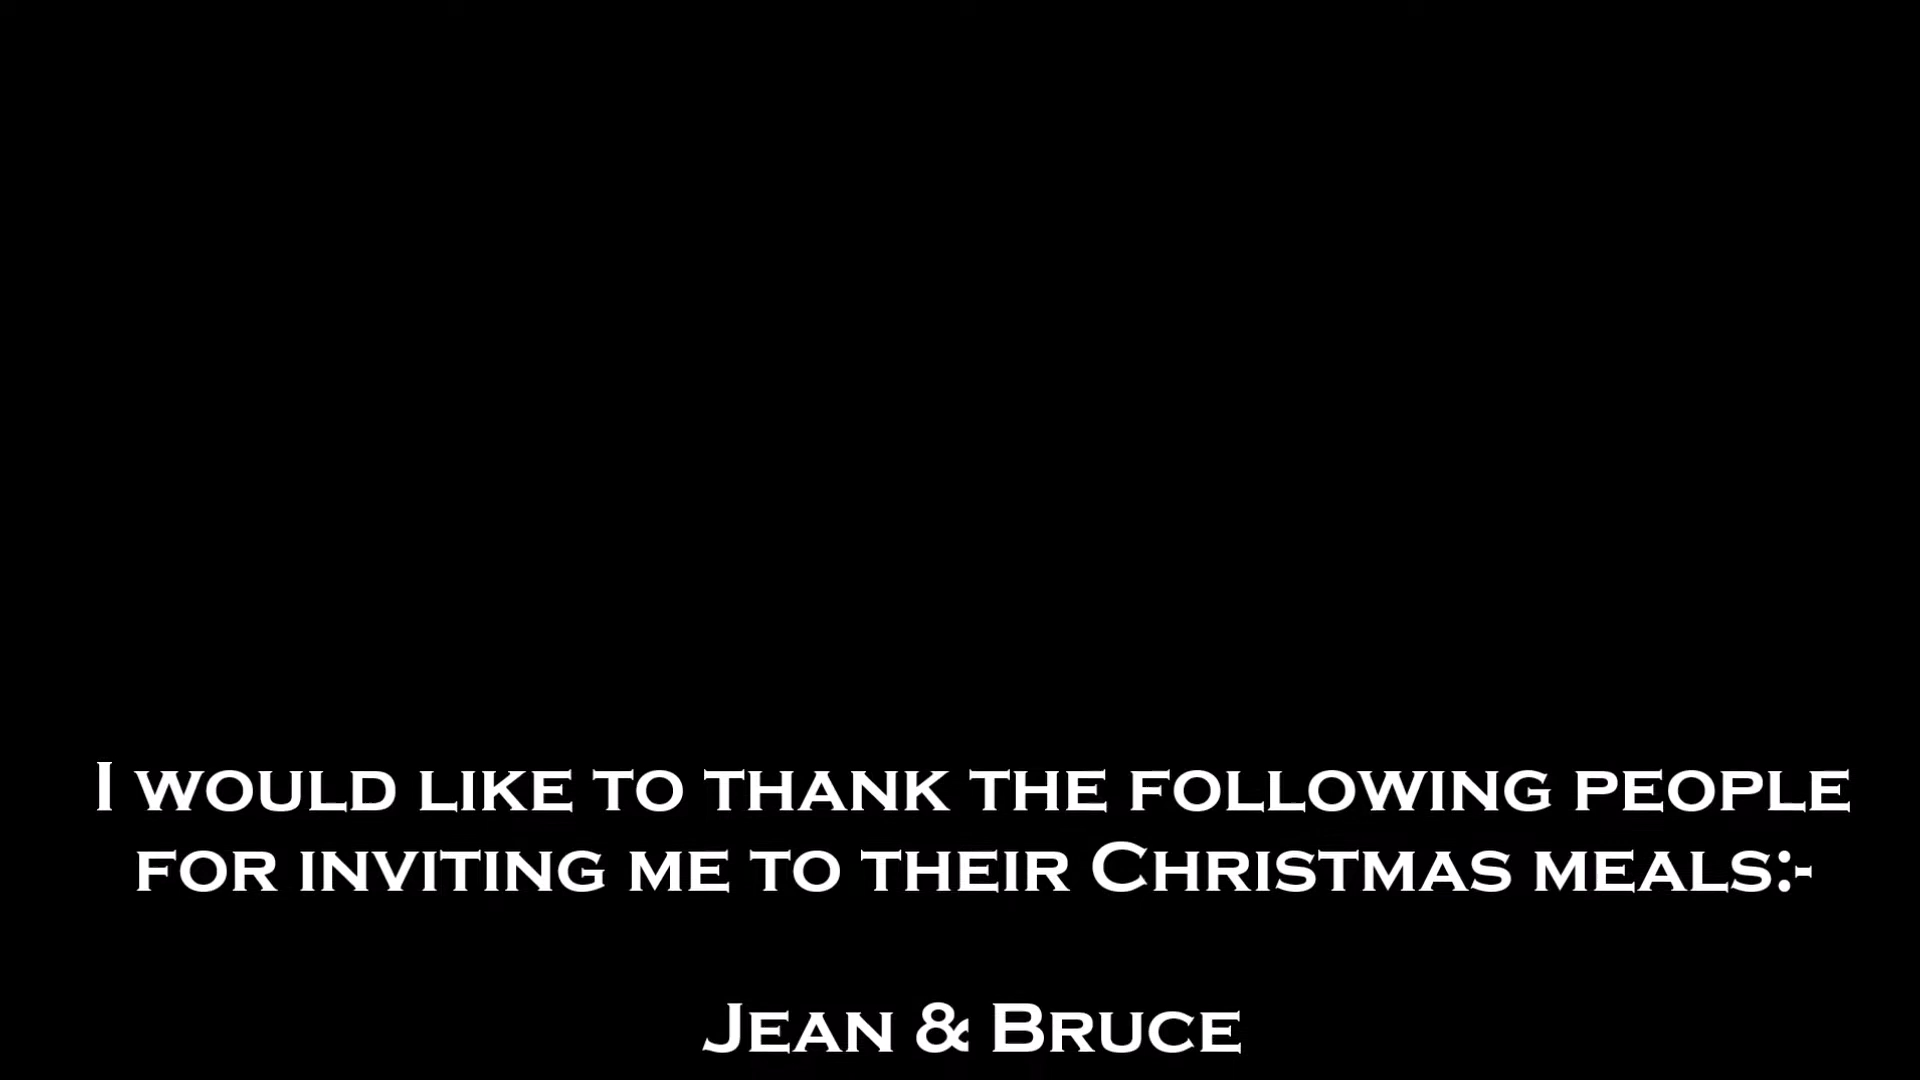 I would like to thank the following people
for inviting me to their Christmas meals:-
Jean & Bruce